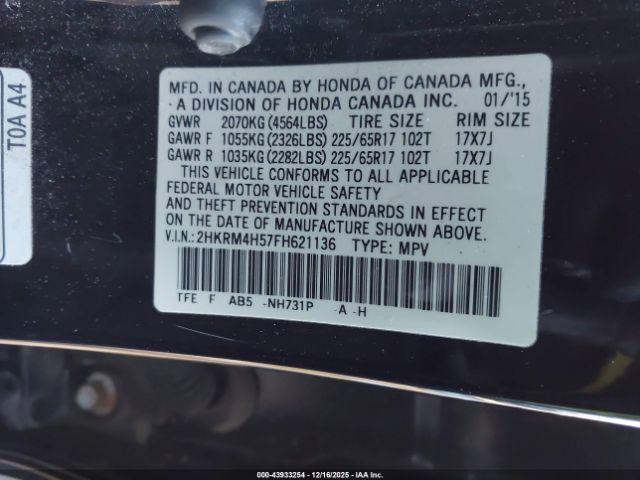 T0A A4
MFD. IN CANADA BY HONDA OF CANADA MFG.,
A DIVISION OF HONDA CANADA INC. 01/'15
GVWR 2070KG (4564LBS) TIRE SIZE RIM SIZE
GAWR F 1055KG (2326LBS) 225/65R17 102T 17X7J
GAWR R 1035KG (2282LBS) 225/65R17 102T 17X7J
THIS VEHICLE CONFORMS TO ALL APPLICABLE
FEDERAL MOTOR VEHICLE SAFETY
AND THEFT PREVENTION STANDARDS IN EFFECT
ON THE DATE OF MANUFACTURE SHOWN ABOVE.
V.I.N.: 2HKRM4H57FH621136 TYPE: MPV
TFE F AB5 -NH731P A -H
000-43933254 - 12/16/2025 - IAA Inc.